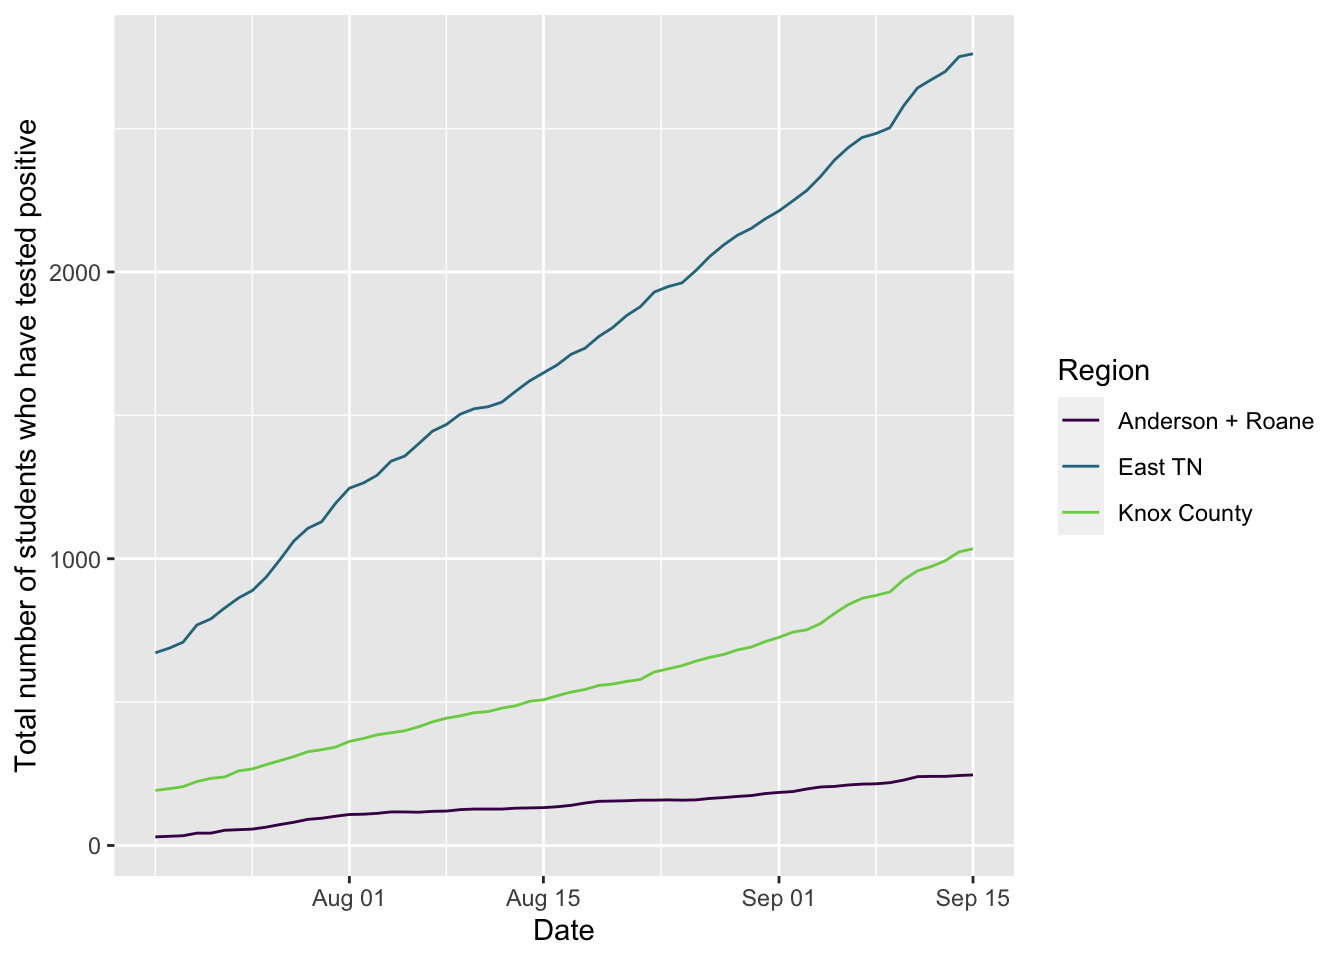 Total number of students who have tested positive
2000
1000
0
Aug 01
Aug 15
Sep 01
Sep 15
Date
Region
Anderson + Roane
East TN
Knox County